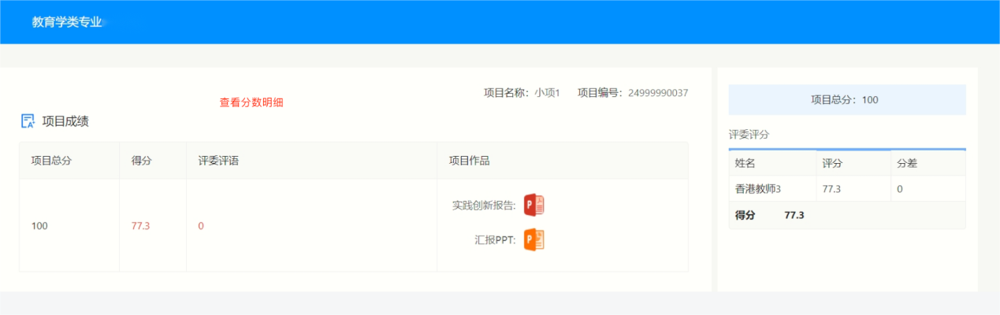 教育学类专业
查看分数明细
项目名称：小项1 项目编号：24999990037
项目成绩
项目总分 得分 评委评语 项目作品
100 77.3 0
实践创新报告:
汇报PPT:
项目总分：100
评委评分
姓名 评分 分差
香港教师3 77.3 0
得分 77.3